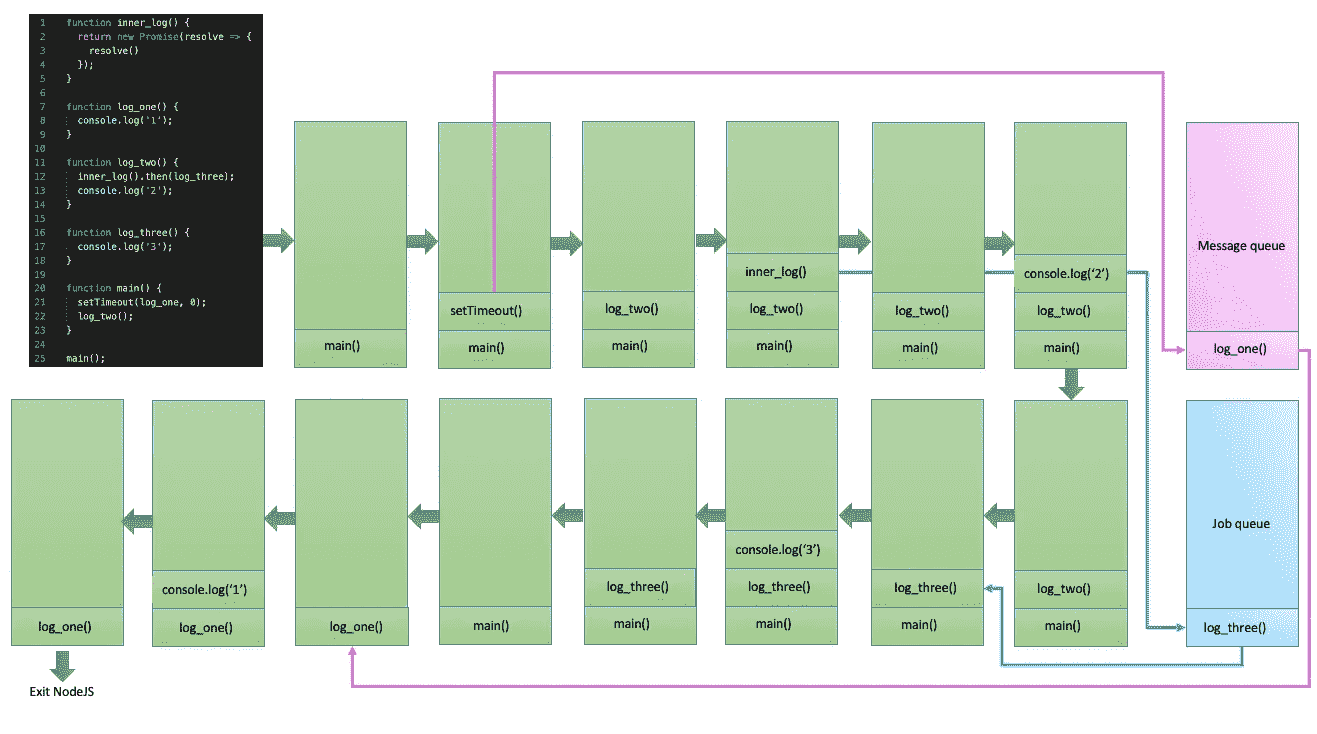 1 function inner_log() {
2 return new Promise(resolve => {
3 resolve()
4 });
5 }
6
7 function log_one() {
8 console.log('1');
9 }
10
11 function log_two() {
12 inner_log().then(log_three);
13 console.log('2');
14 }
15
16 function log_three() {
17 console.log('3');
18 }
19
20 function main() {
21 setTimeout(log_one, 0);
22 log_two();
23 }
24
25 main();
main()
setTimeout()
main()
log_two()
main()
inner_log()
log_two()
main()
log_two()
main()
console.log(‘2’)
log_two()
main()
Message queue
log_one()
log_one()
console.log(‘1’)
log_one()
log_one()
main()
log_three()
main()
console.log(‘3’)
log_three()
main()
log_three()
main()
log_two()
main()
Job queue
log_three()
Exit NodeJS